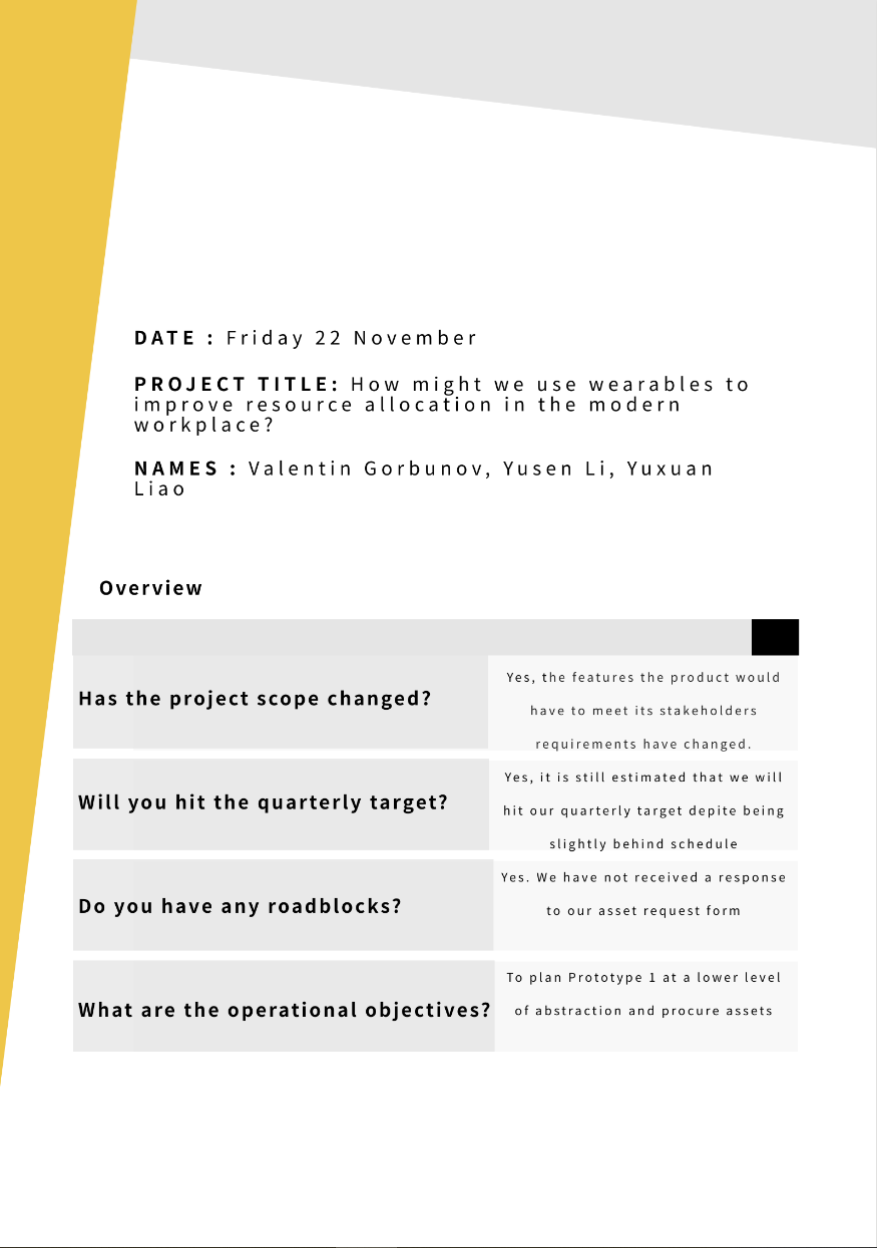 DATE : Friday 22 November
PROJECT TITLE: How might we use wearables to
improve resource allocation in the modern
workplace?
NAMES : Valentin Gorbunov, Yusen Li, Yuxuan
Liao
Overview
Has the project scope changed?
Yes, the features the product would
have to meet its stakeholders
requirements have changed.
Will you hit the quarterly target?
Yes, it is still estimated that we will
hit our quarterly target depite being
slightly behind schedule
Do you have any roadblocks?
Yes. We have not received a response
to our asset request form
What are the operational objectives?
To plan Prototype 1 at a lower level
of abstraction and procure assets